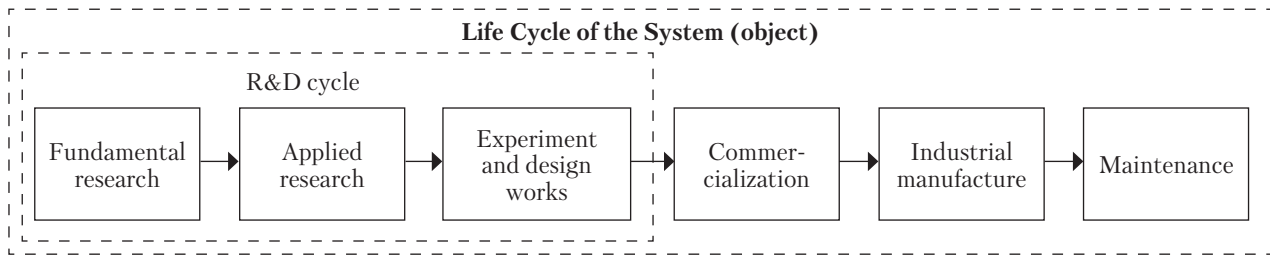 Life Cycle of the System (object)
R&D cycle
Fundamental
research
Applied
research
Experiment
and design
works
Commer-
cialization
Industrial
manufacture
Maintenance